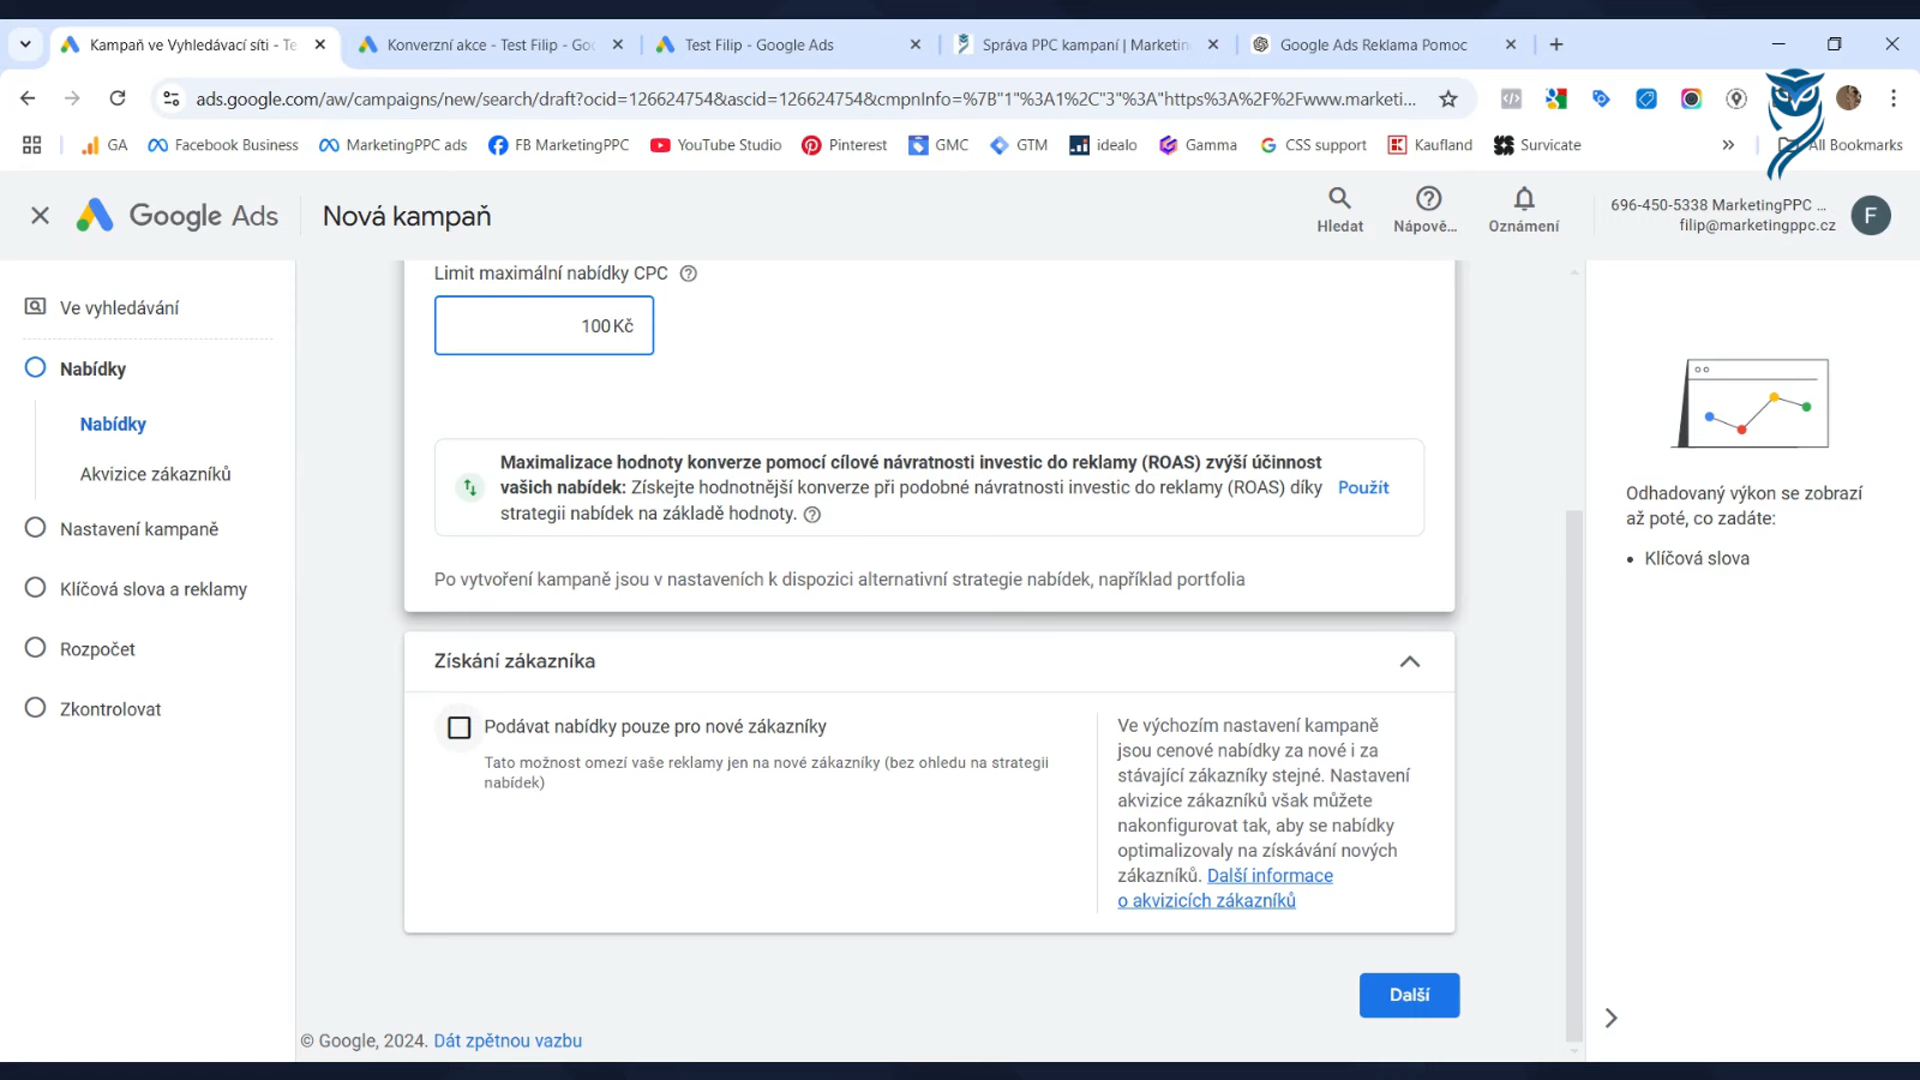 Kampaň ve Vyhledávací síti - Te
Konverzní akce - Test Filip - Goo
Test Filip - Google Ads
Správa PPC kampaní | Marketin
Google Ads Reklama Pomoc
ads.google.com/aw/campaigns/new/search/draft?ocid=126624754&ascid=126624754&cmpnInfo=%7B"1"%3A1%2C"3"%3A"https%3A%2F%2Fwww.marketi...
GA
Facebook Business
MarketingPPC ads
FB MarketingPPC
YouTube Studio
Pinterest
GMC
GTM
idealo
Gamma
CSS support
Kaufland
Survicate
»
All Bookmarks
Google Ads
Nová kampaň
Hledat
Nápově...
Oznámení
696-450-5338 MarketingPPC ...
filip@marketingppc.cz
F
Ve vyhledávání
Nabídky
Nabídky
Akvizice zákazníků
Nastavení kampaně
Klíčová slova a reklamy
Rozpočet
Zkontrolovat
Limit maximální nabídky CPC
100 Kč
Maximalizace hodnoty konverze pomocí cílové návratnosti investic do reklamy (ROAS) zvýší účinnost
vašich nabídek: Získejte hodnotnější konverze při podobné návratnosti investic do reklamy (ROAS) díky
strategii nabídek na základě hodnoty.
Použít
Po vytvoření kampaně jsou v nastaveních k dispozici alternativní strategie nabídek, například portfolia
Získání zákazníka
Podávat nabídky pouze pro nové zákazníky
Tato možnost omezí vaše reklamy jen na nové zákazníky (bez ohledu na strategii
nabídek)
Ve výchozím nastavení kampaně
jsou cenové nabídky za nové i za
stávající zákazníky stejné. Nastavení
akvizice zákazníků však můžete
nakonfigurovat tak, aby se nabídky
optimalizovaly na získávání nových
zákazníků. Další informace
o akvizicích zákazníků
Další
© Google, 2024. Dát zpětnou vazbu
Odhadovaný výkon se zobrazí
až poté, co zadáte:
• Klíčová slova